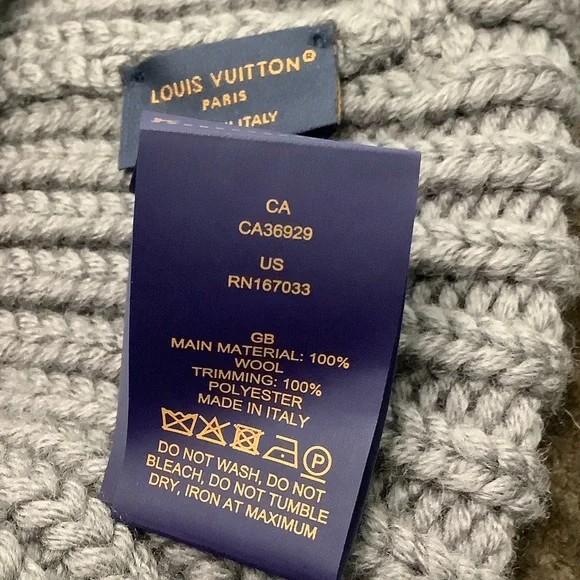 LOUIS VUITTON®
PARIS
ITALY
CA
CA36929
US
RN167033
GB
MAIN MATERIAL: 100%
WOOL
TRIMMING: 100%
POLYESTER
MADE IN ITALY
P
DO NOT WASH, DO NOT
BLEACH, DO NOT TUMBLE
DRY, IRON AT MAXIMUM